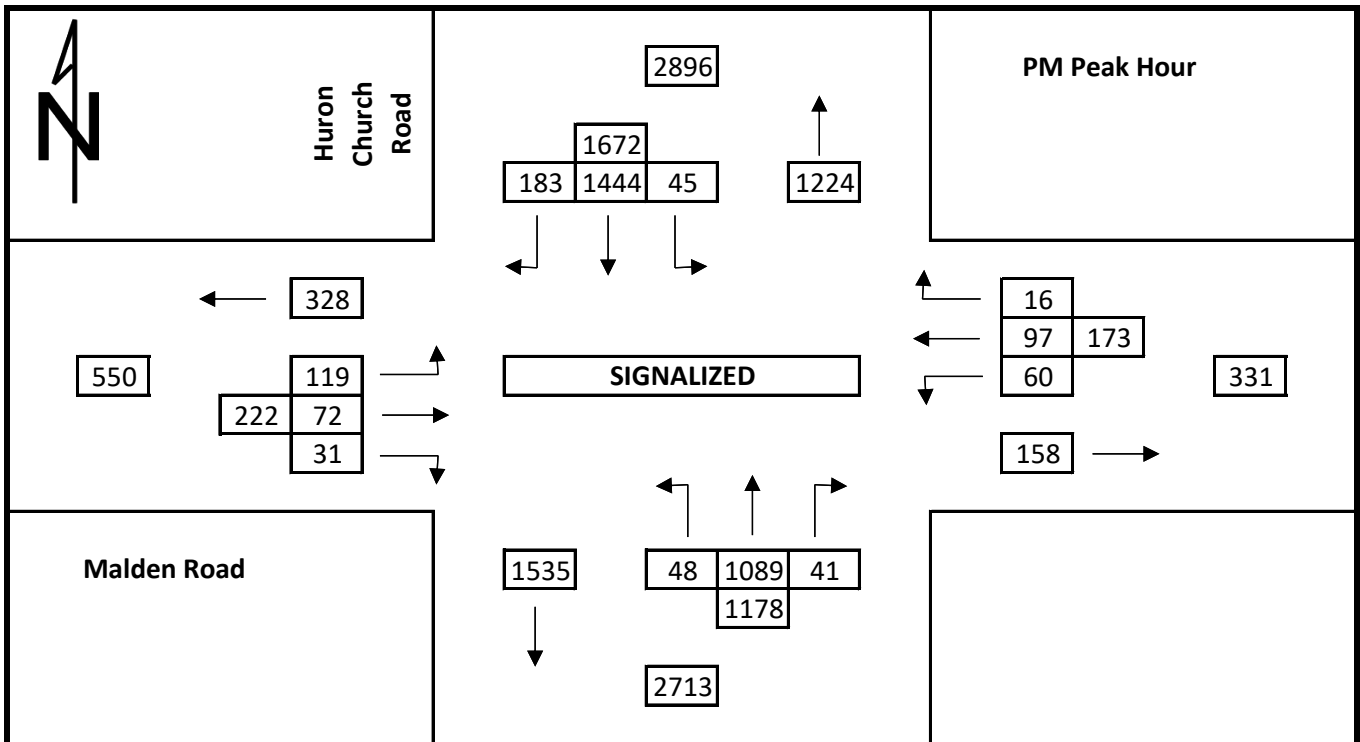 2896
PM Peak Hour
N
Huron
Church
Road
1672
183 1444 45
1224
328
16
97 173
550
119
SIGNALIZED
60
331
222 72
31
158
Malden Road
1535
48 1089 41
1178
2713